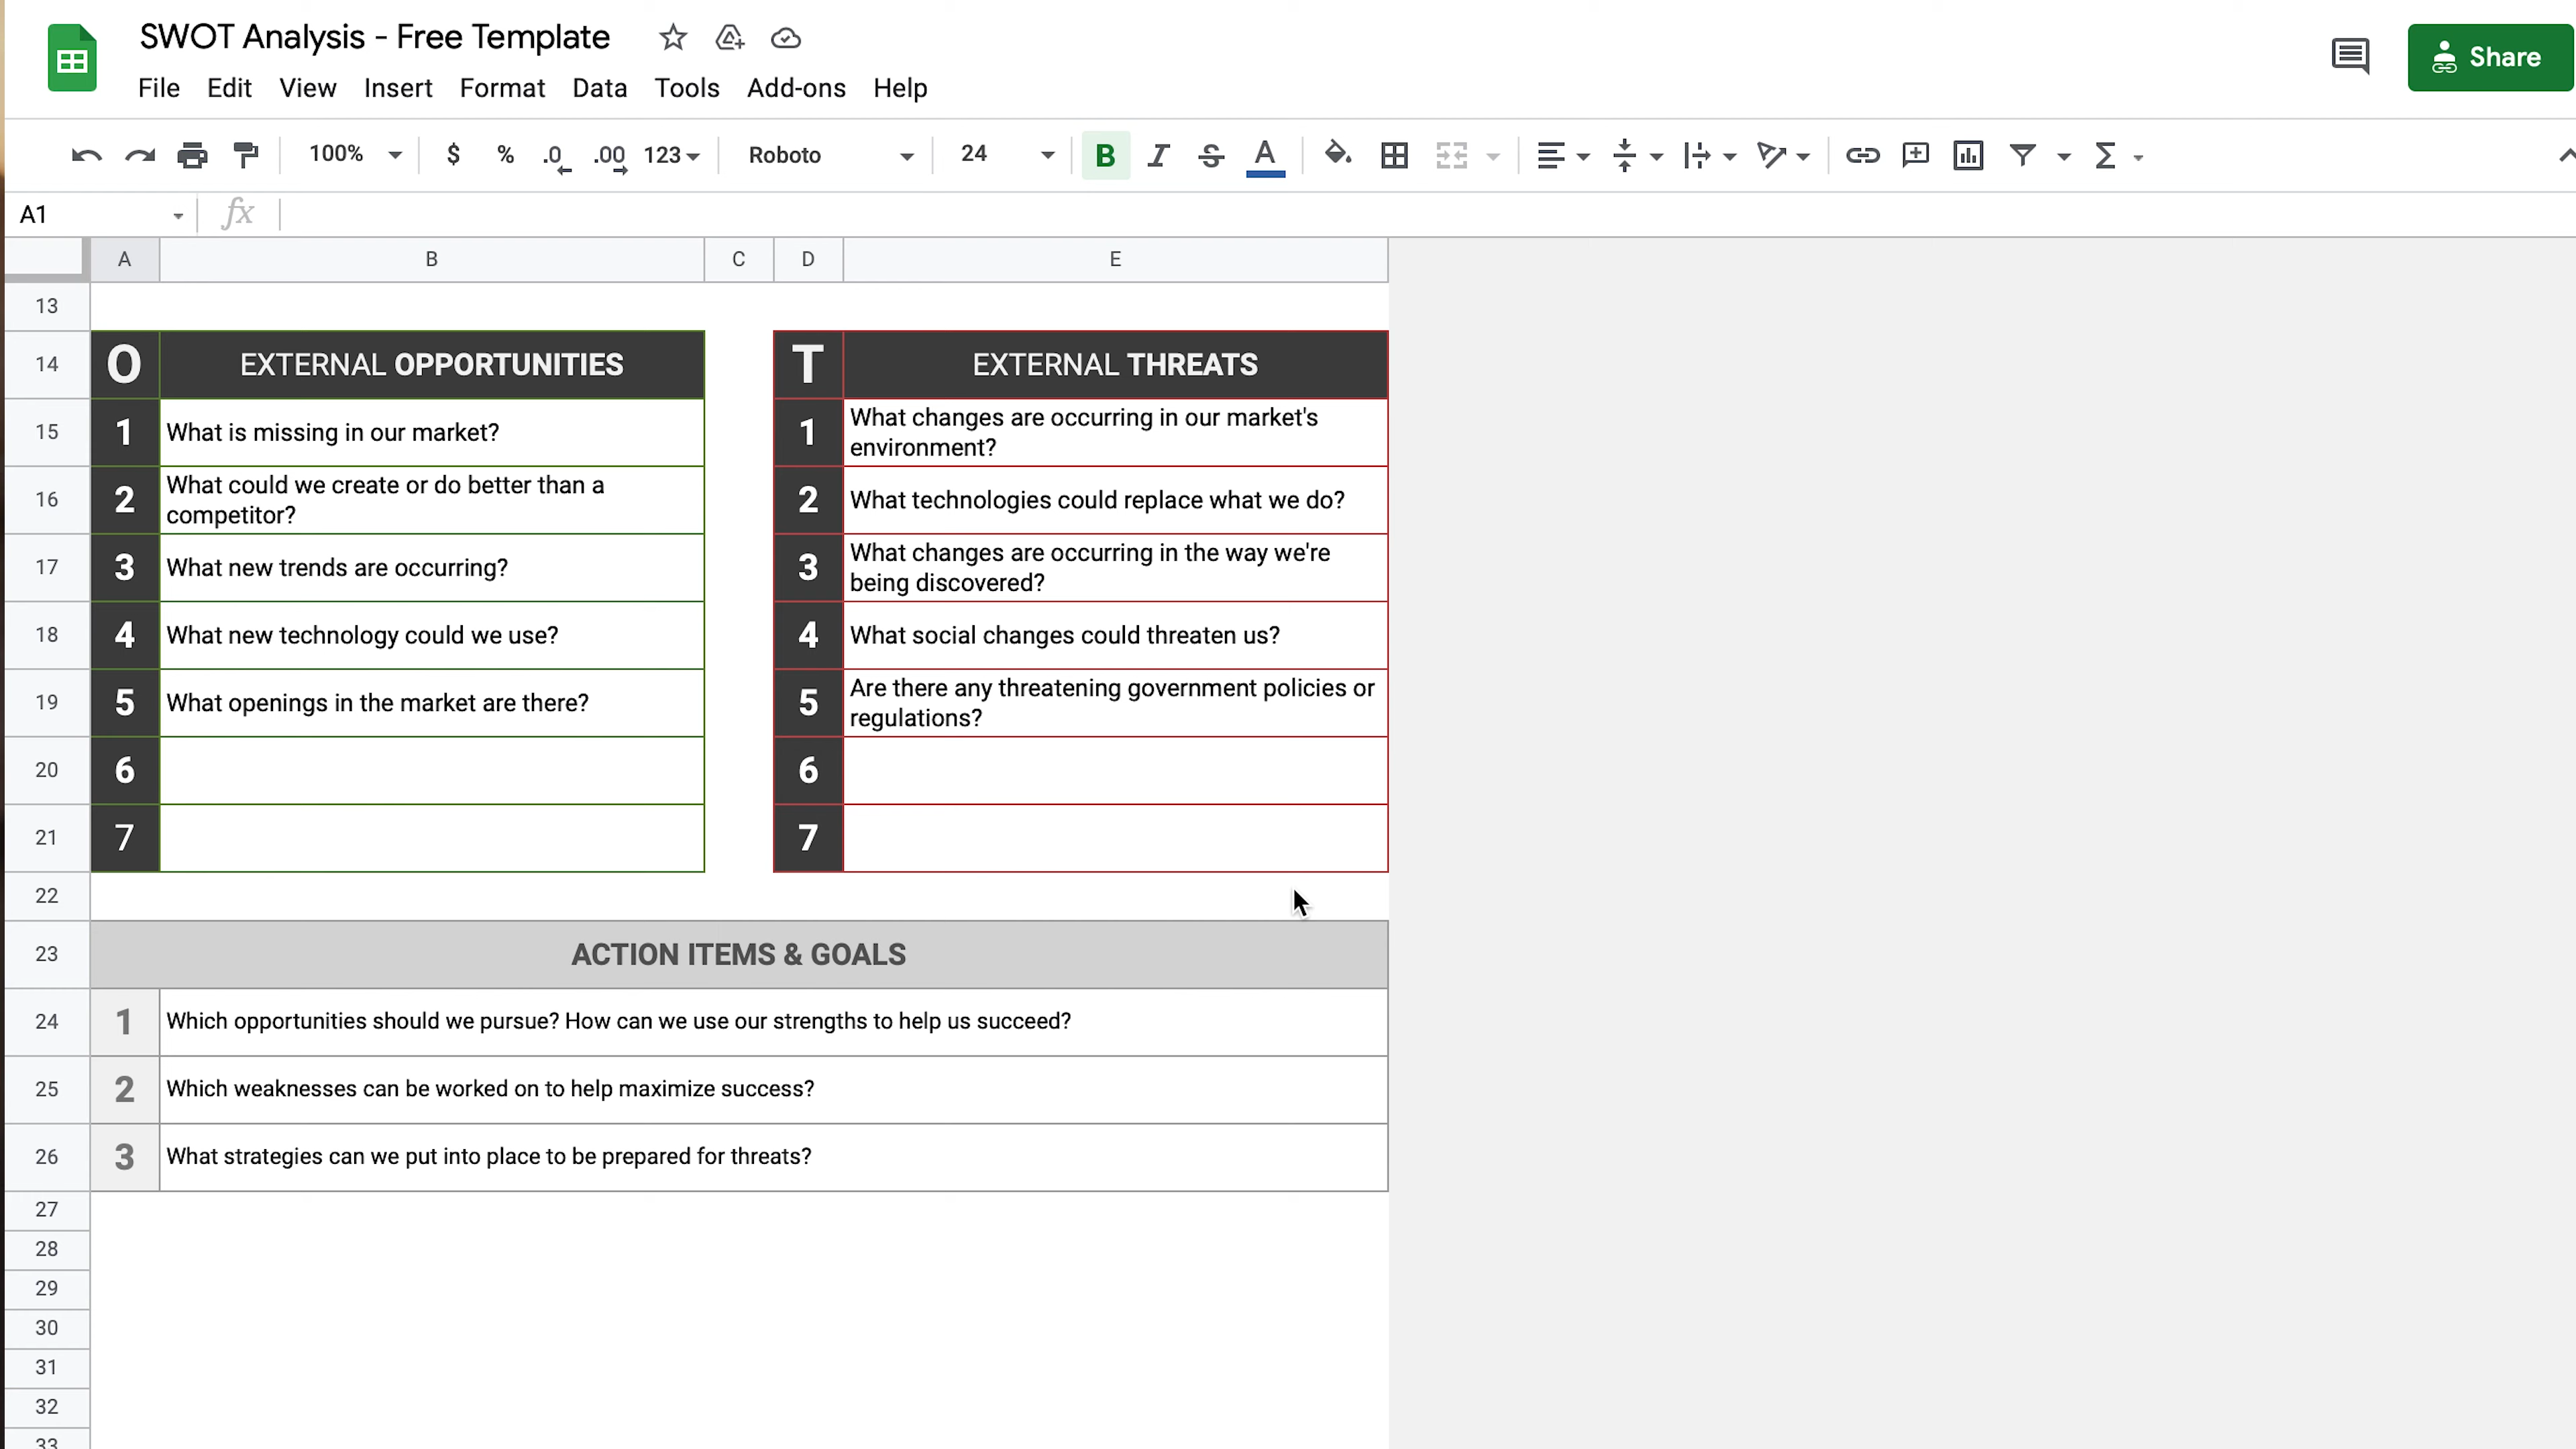 SWOT Analysis - Free Template
File Edit View Insert Format Data Tools Add-ons Help
Share
100% $ % .0 .00 123 Roboto 24 B I S A Σ
A1 fx
A B C D E
13
14 O EXTERNAL OPPORTUNITIES T EXTERNAL THREATS
15 1 What is missing in our market? 1 What changes are occurring in our market's
environment?
16 2 What could we create or do better than a
competitor?
2 What technologies could replace what we do?
17 3 What new trends are occurring? 3 What changes are occurring in the way we're
being discovered?
18 4 What new technology could we use? 4 What social changes could threaten us?
19 5 What openings in the market are there? 5 Are there any threatening government policies or
regulations?
20 6 6
21 7 7
22
23 ACTION ITEMS & GOALS
24 1 Which opportunities should we pursue? How can we use our strengths to help us succeed?
25 2 Which weaknesses can be worked on to help maximize success?
26 3 What strategies can we put into place to be prepared for threats?
27
28
29
30
31
32
33